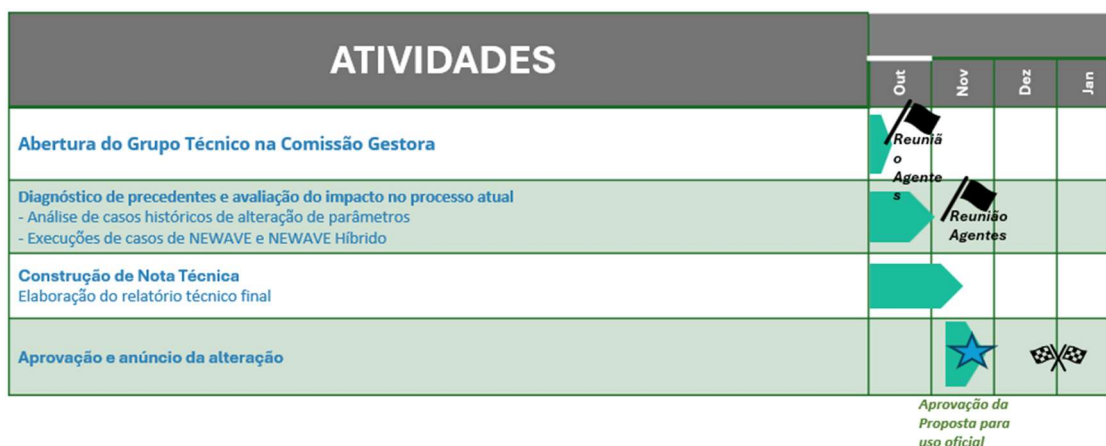 ATIVIDADES
Out
Nov
Dez
Jan
Abertura do Grupo Técnico na Comissão Gestora
Reuniã
o
Agente
s
Diagnóstico de precedentes e avaliação do impacto no processo atual
- Análise de casos históricos de alteração de parâmetros
- Execuções de casos de NEWAVE e NEWAVE Híbrido
Reunião
Agentes
Construção de Nota Técnica
Elaboração do relatório técnico final
Aprovação e anúncio da alteração
Aprovação da
Proposta para
uso oficial